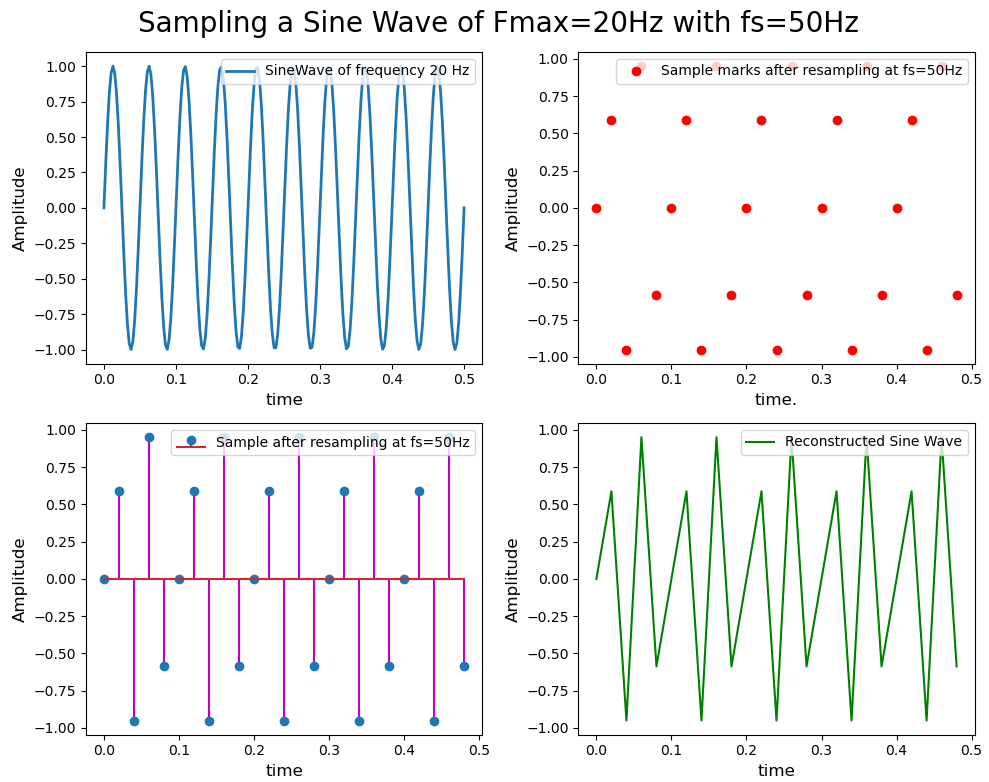 Sampling a Sine Wave of Fmax=20Hz with fs=50Hz
SineWave of frequency 20 Hz
1.00
0.75
0.50
0.25
0.00
−0.25
−0.50
−0.75
−1.00
Amplitude
0.0 0.1 0.2 0.3 0.4 0.5
time
Sample marks after resampling at fs=50Hz
1.00
0.75
0.50
0.25
0.00
−0.25
−0.50
−0.75
−1.00
Amplitude
0.0 0.1 0.2 0.3 0.4 0.5
time.
Sample after resampling at fs=50Hz
1.00
0.75
0.50
0.25
0.00
−0.25
−0.50
−0.75
−1.00
Amplitude
0.0 0.1 0.2 0.3 0.4 0.5
time
Reconstructed Sine Wave
1.00
0.75
0.50
0.25
0.00
−0.25
−0.50
−0.75
−1.00
Amplitude
0.0 0.1 0.2 0.3 0.4 0.5
time